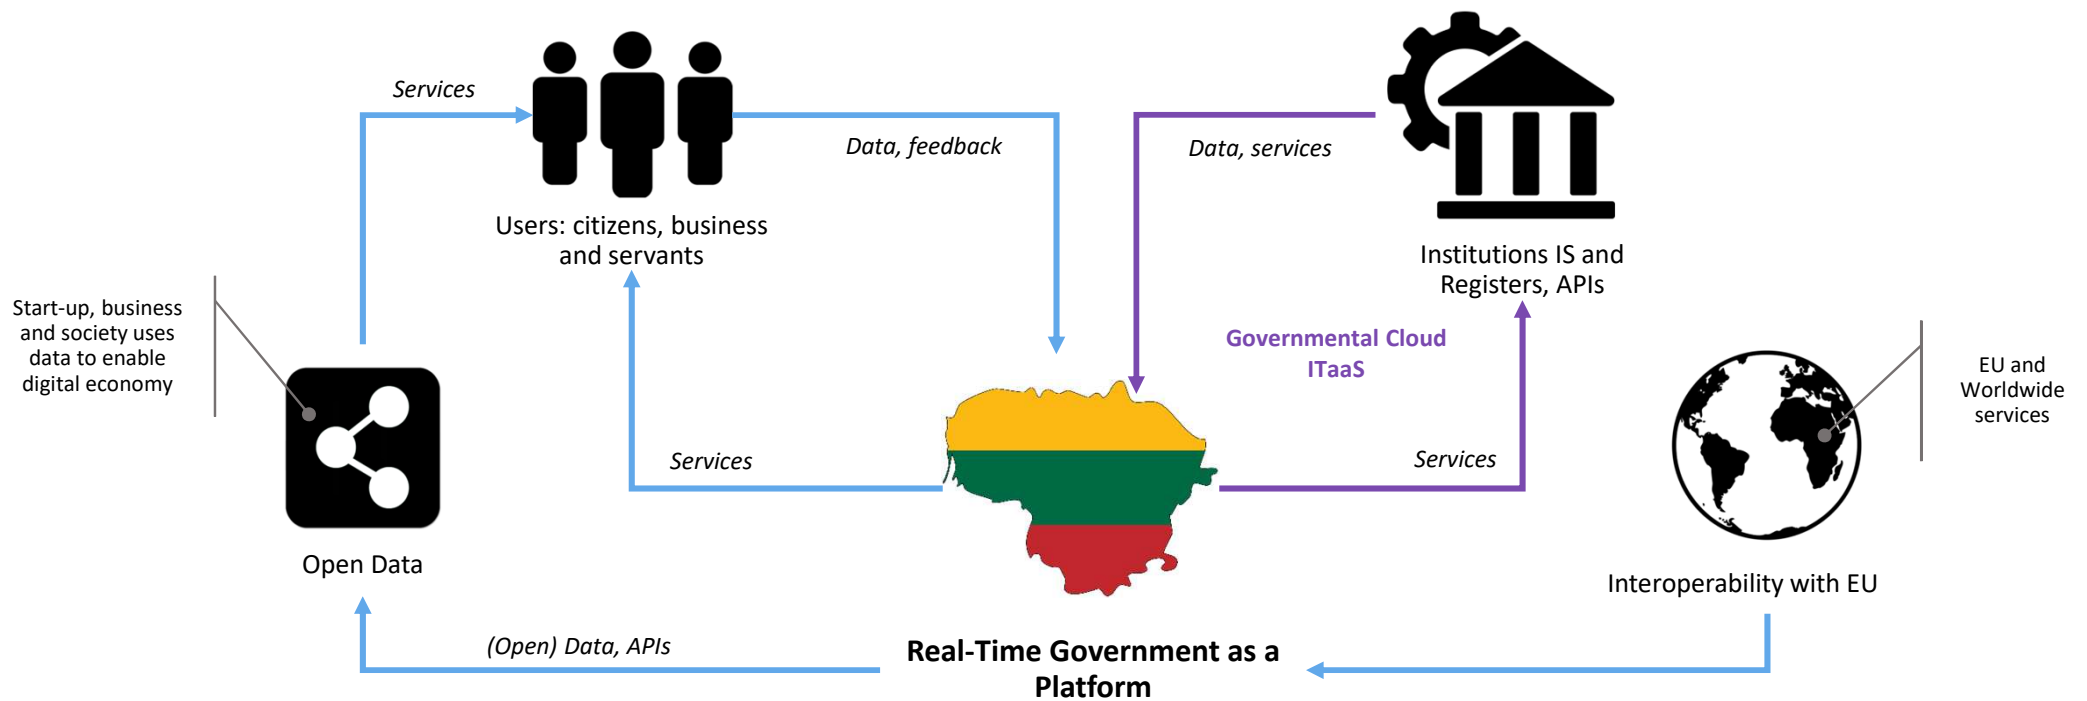 Services
Data, feedback
Data, services
Users: citizens, business
and servants
Institutions IS and
Registers, APIs
Start-up, business
and society uses
data to enable
digital economy
Governmental Cloud
ITaaS
EU and
Worldwide
services
Services
Services
Open Data
Interoperability with EU
(Open) Data, APIs
Real-Time Government as a
Platform